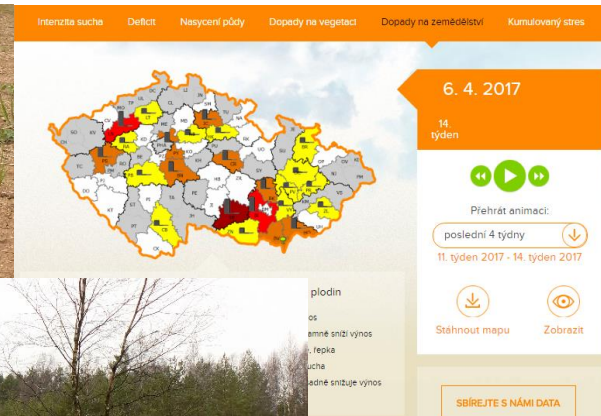 Intenzita sucha Deficit Nasycení půdy Dopady na vegetaci Dopady na zemědělství Kumulovaný stres
6. 4. 2017
14.
týden
Přehrát animaci:
poslední 4 týdny
11. týden 2017 - 14. týden 2017
Stáhnout mapu Zobrazit
plodin
os
amně sníží výnos
, řepka
ucha
adně snižuje výnos
SBÍREJTE S NÁMI DATA